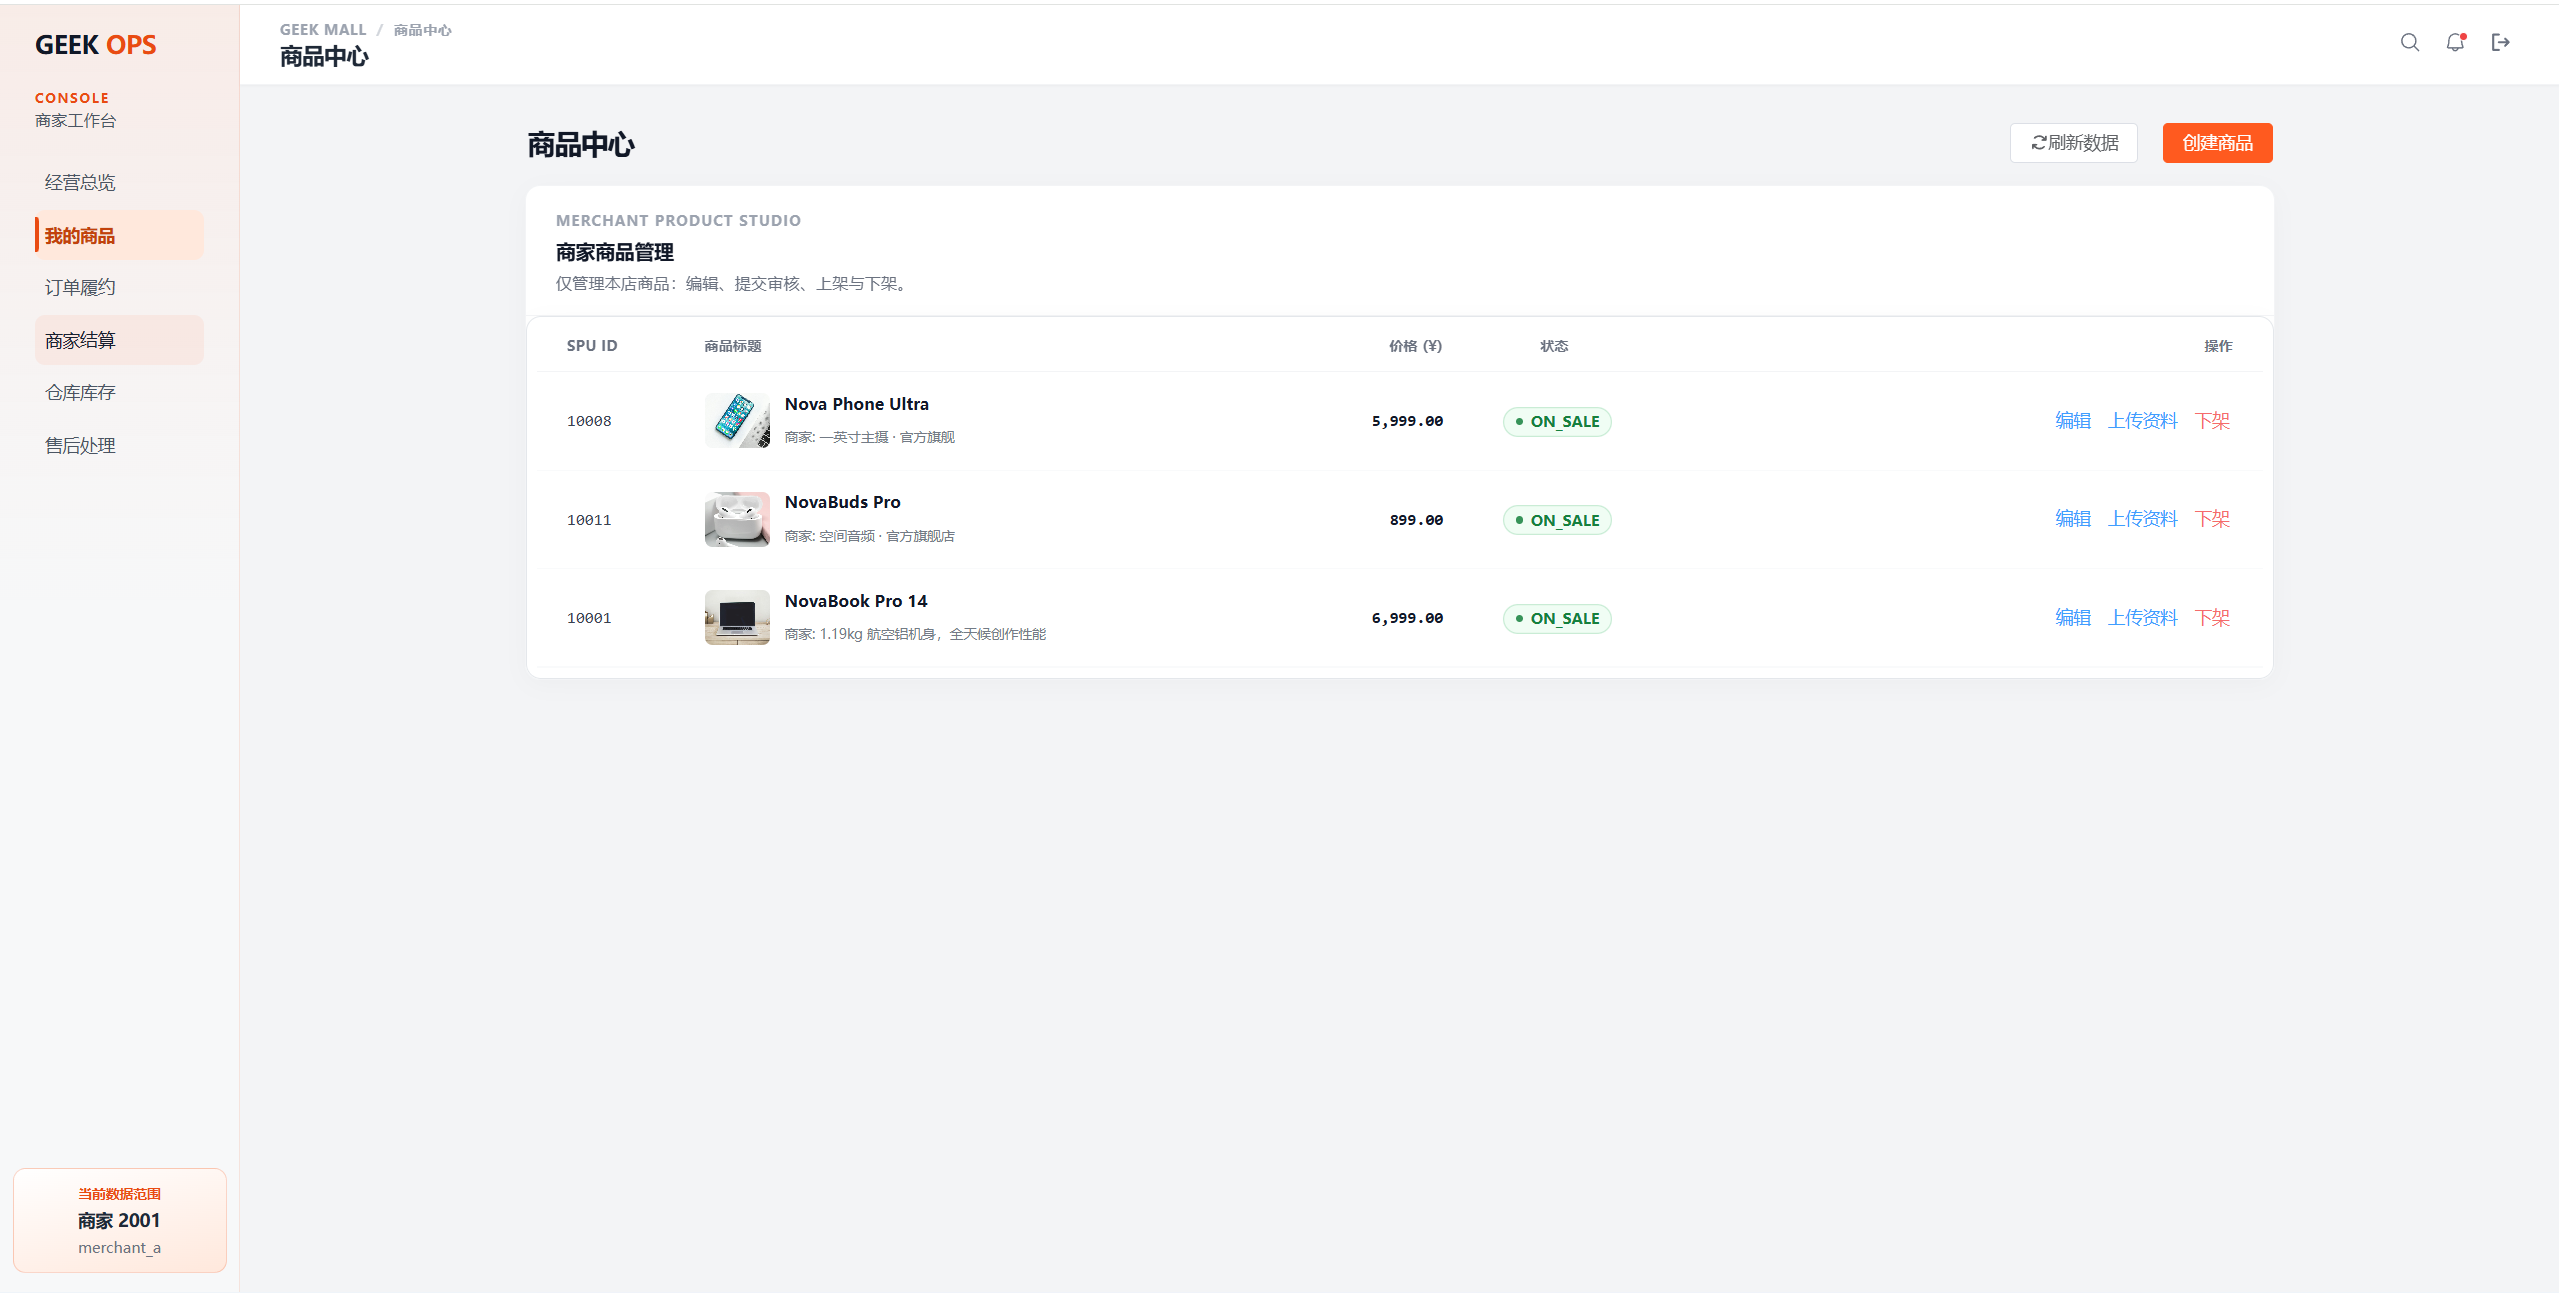 GEEK OPS
CONSOLE
商家工作台
经营总览
我的商品
订单履约
商家结算
仓库库存
售后处理
当前数据范围
商家 2001
merchant_a
GEEK MALL / 商品中心
商品中心
商品中心
刷新数据
创建商品
MERCHANT PRODUCT STUDIO
商家商品管理
仅管理本店商品：编辑、提交审核、上架与下架。
SPU ID 商品标题 价格 (¥) 状态 操作
10008 Nova Phone Ultra 5,999.00 ON_SALE 编辑 上传资料 下架
商家: 一英寸主摄 · 官方旗舰
10011 NovaBuds Pro 899.00 ON_SALE 编辑 上传资料 下架
商家: 空间音频 · 官方旗舰店
10001 NovaBook Pro 14 6,999.00 ON_SALE 编辑 上传资料 下架
商家: 1.19kg 航空铝机身，全天候创作性能